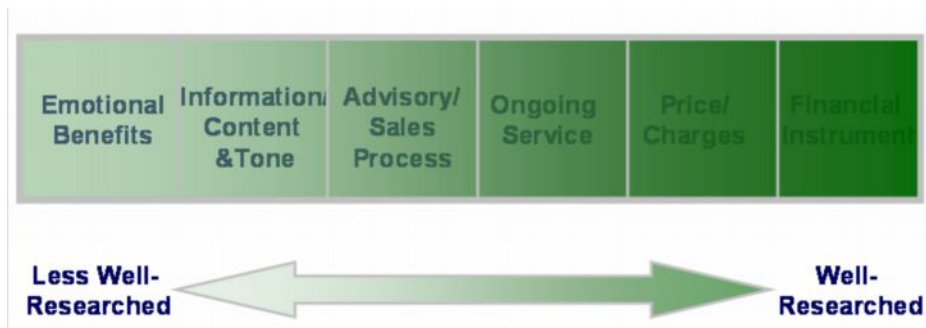 Emotional
Benefits
Information/
Content
&Tone
Advisory/
Sales
Process
Ongoing
Service
Price/
Charges
Financial
Instrument
Less Well-
Researched
Well-
Researched